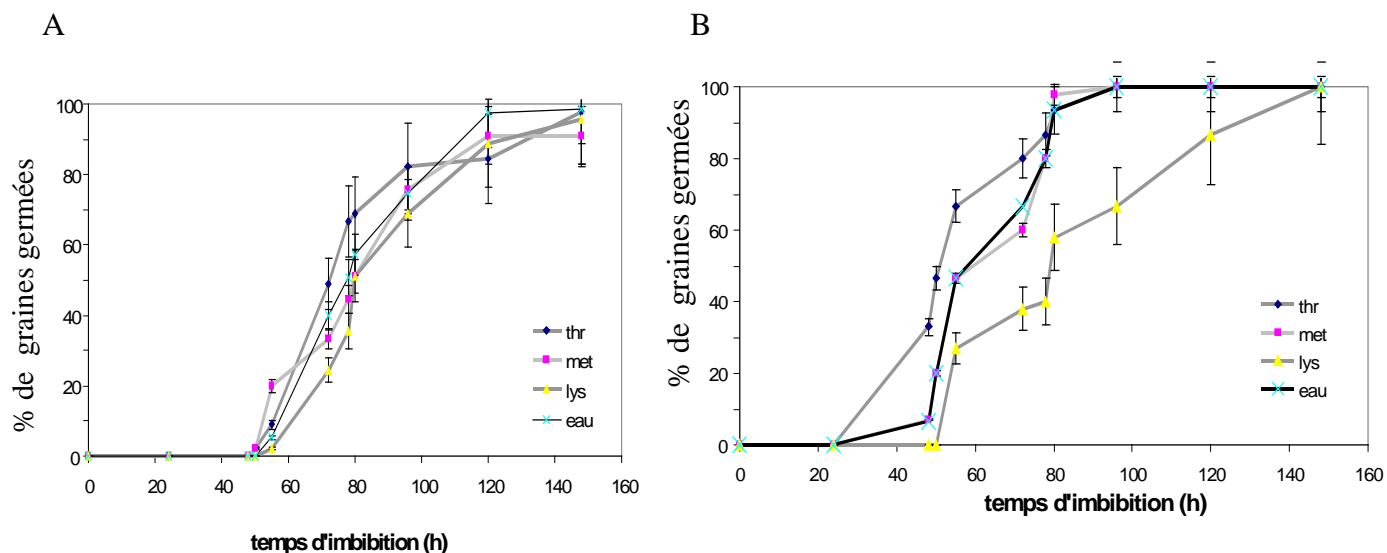 A
% de graines germées
100
80
60
40
20
0
0 20 40 60 80 100 120 140 160
temps d'imbibition (h)
thr
met
lys
eau
B
% de graines germées
100
80
60
40
20
0
0 20 40 60 80 100 120 140 160
temps d'imbibition (h)
thr
met
lys
eau